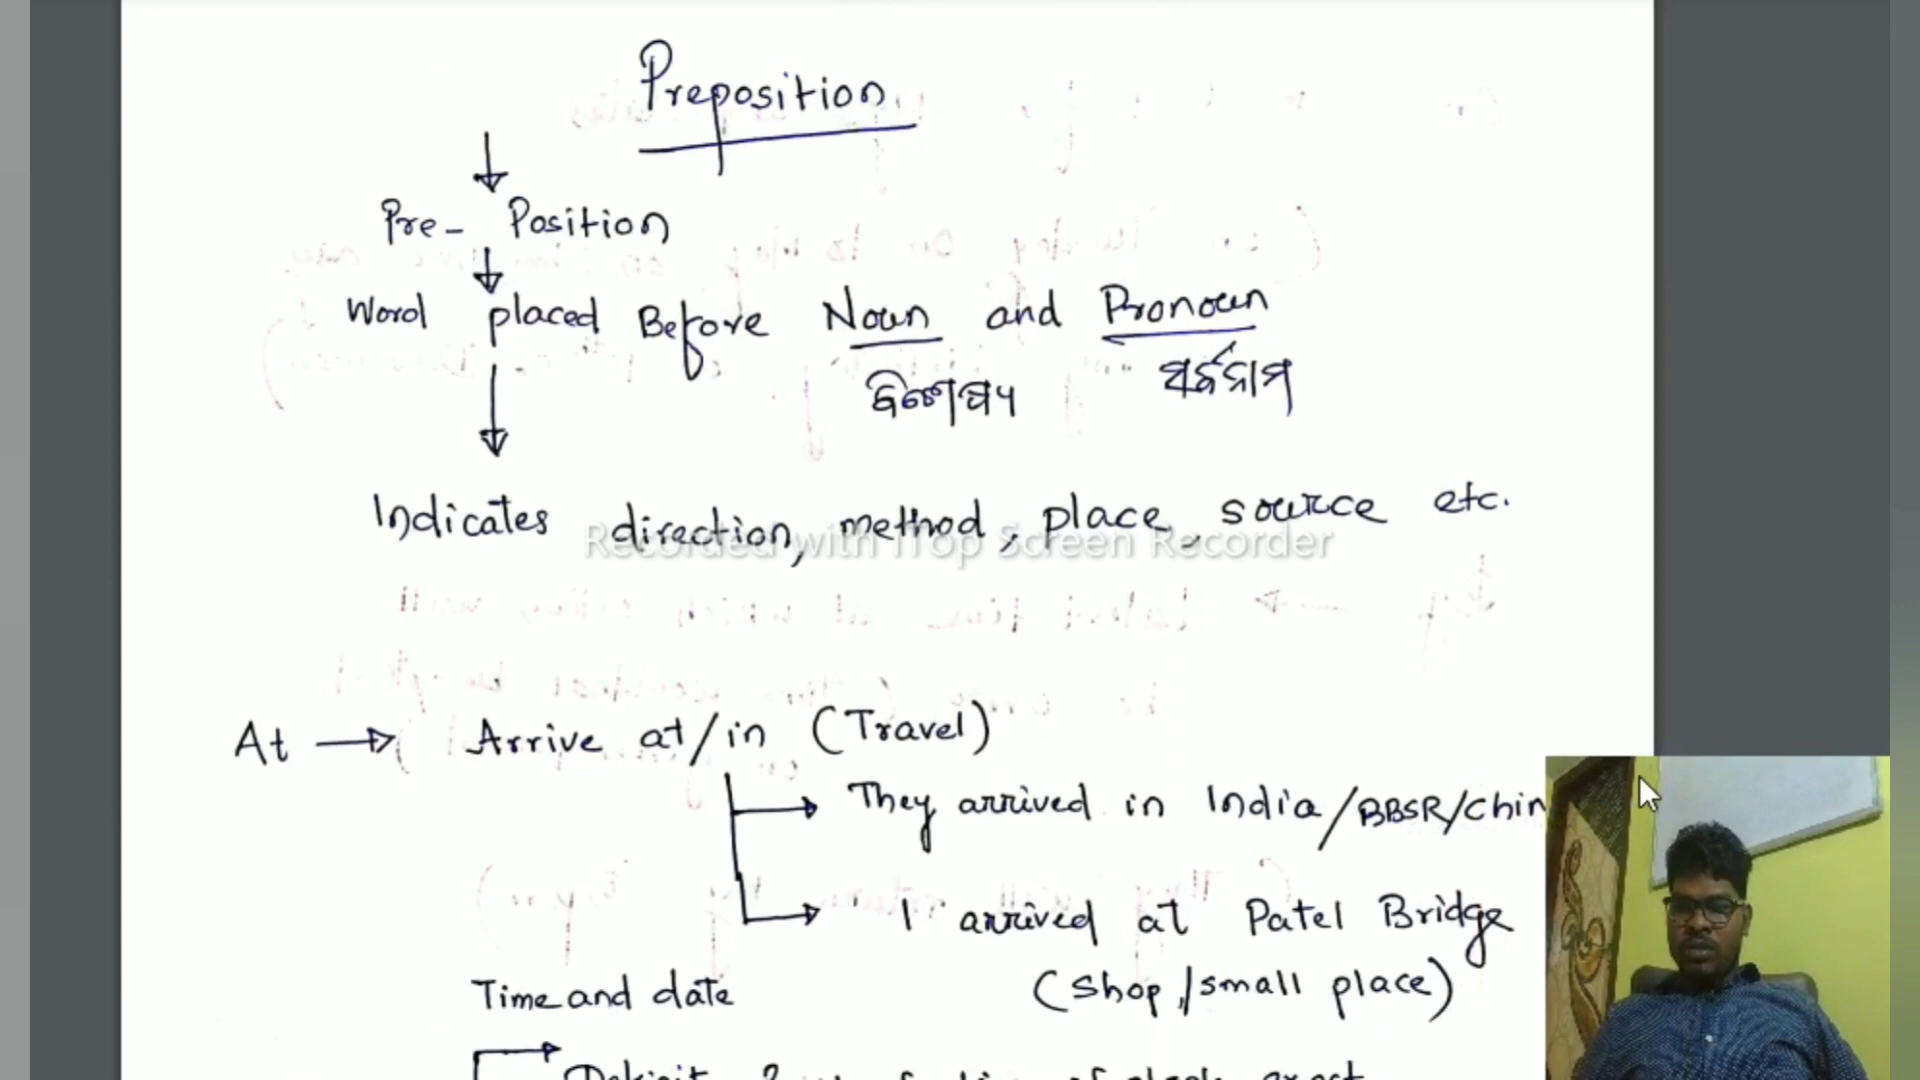 Preposition
Pre- Position
Word placed Before Noun and Pronoun
ବିଶେଷ୍ୟ ସର୍ବନାମ
Indicates direction, method, place, source etc.
Recorded with iTop Screen Recorder
At → Arrive at/in (Travel)
→ They arrived in India/BBSR/Chin
→ I arrived at Patel Bridge
Time and date (Shop,/small place)